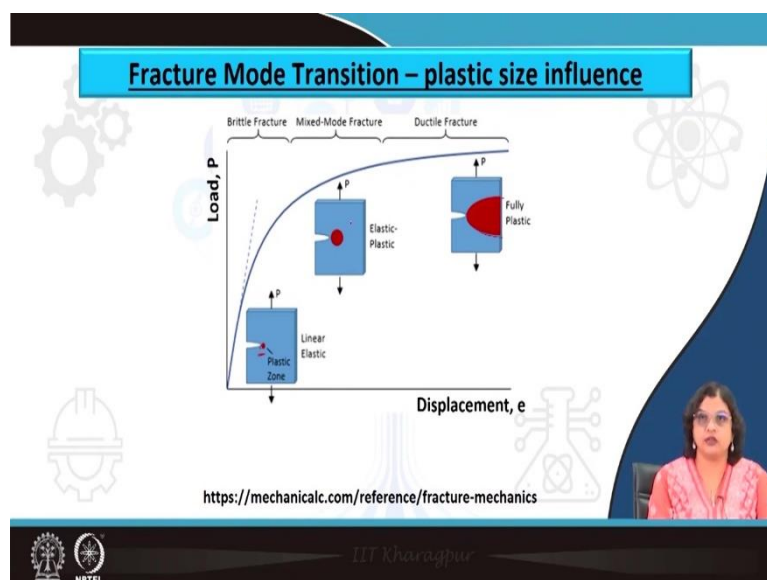 Fracture Mode Transition – plastic size influence
Brittle Fracture Mixed-Mode Fracture Ductile Fracture
Load, P
P
Fully
Plastic
P
Elastic-
Plastic
P
Linear
Elastic
Plastic
Zone
Displacement, e
https://mechanicalc.com/reference/fracture-mechanics
IIT Kharagpur
NPTEL